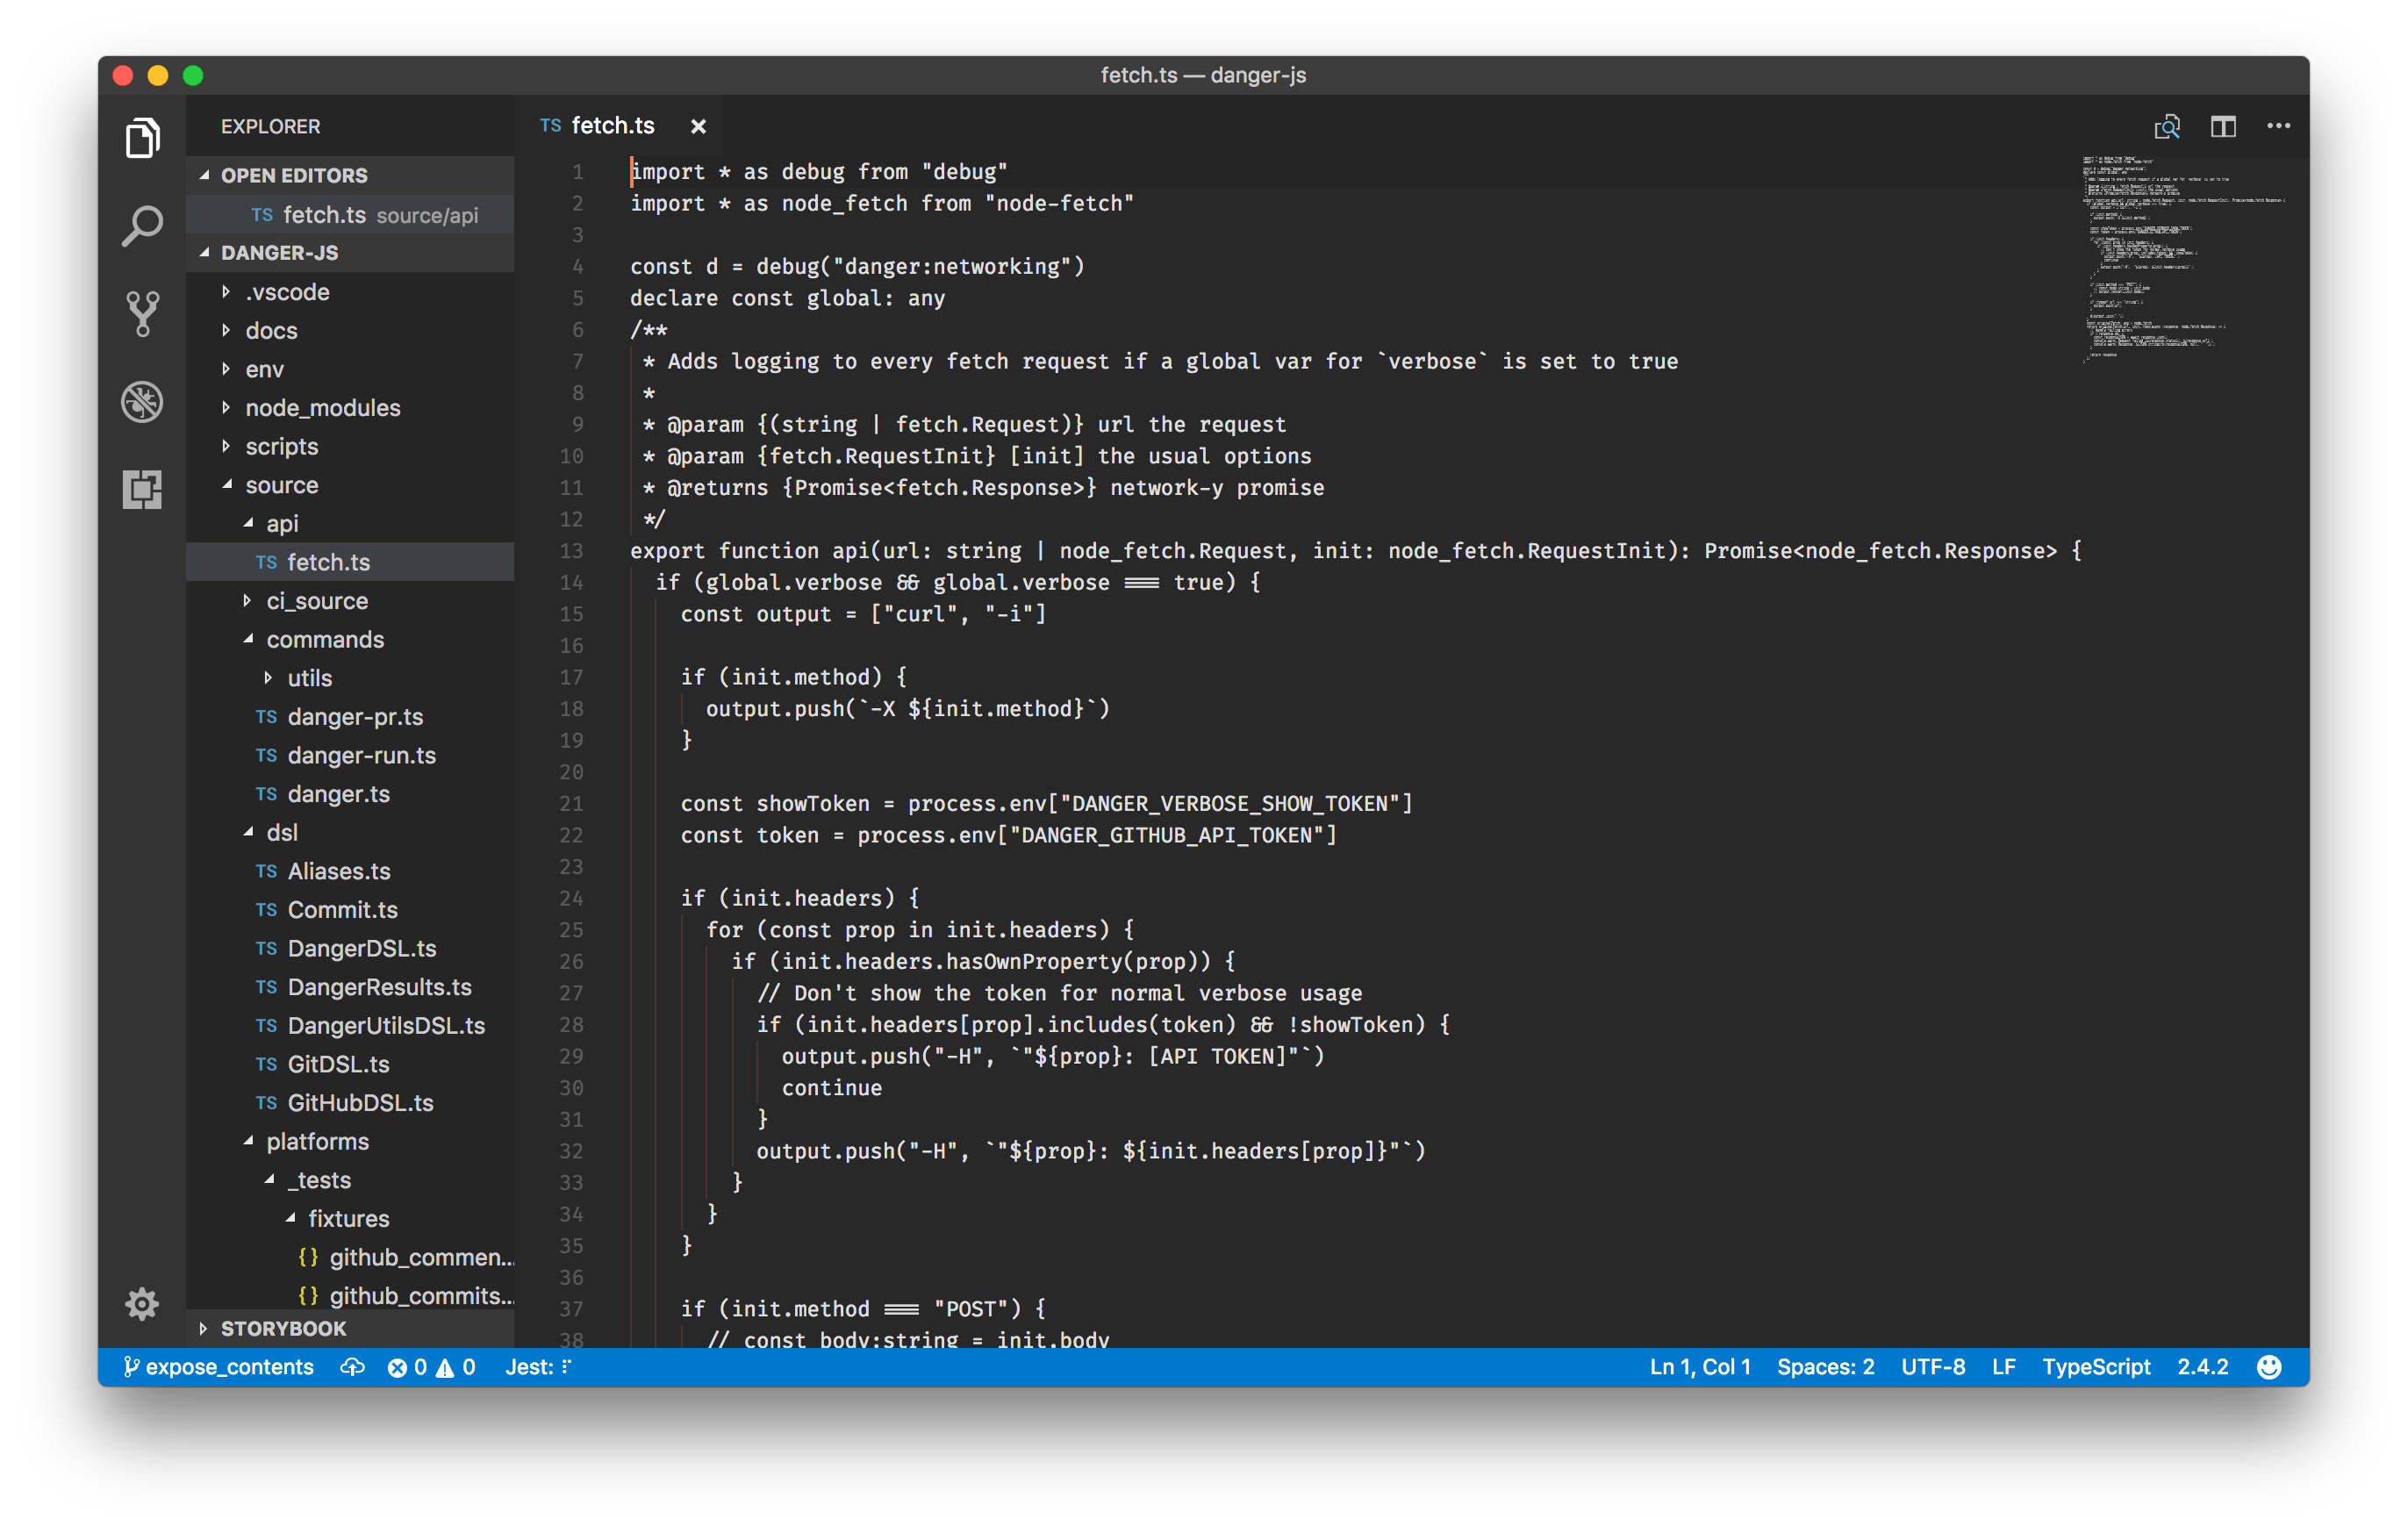 fetch.ts — danger-js
EXPLORER
OPEN EDITORS
TS fetch.ts source/api
DANGER-JS
.vscode
docs
env
node_modules
scripts
source
api
TS fetch.ts
ci_source
commands
utils
TS danger-pr.ts
TS danger-run.ts
TS danger.ts
dsl
TS Aliases.ts
TS Commit.ts
TS DangerDSL.ts
TS DangerResults.ts
TS DangerUtilsDSL.ts
TS GitDSL.ts
TS GitHubDSL.ts
platforms
_tests
fixtures
{} github_commen...
{} github_commits...
STORYBOOK
TS fetch.ts ×
1 import * as debug from "debug"
2 import * as node_fetch from "node-fetch"
3
4 const d = debug("danger:networking")
5 declare const global: any
6 /**
7 * Adds logging to every fetch request if a global var for `verbose` is set to true
8 *
9 * @param {(string | fetch.Request)} url the request
10 * @param {fetch.RequestInit} [init] the usual options
11 * @returns {Promise<fetch.Response>} network-y promise
12 */
13 export function api(url: string | node_fetch.Request, init: node_fetch.RequestInit): Promise<node_fetch.Response> {
14 if (global.verbose && global.verbose === true) {
15 const output = ["curl", "-i"]
16
17 if (init.method) {
18 output.push(`-X ${init.method}`)
19 }
20
21 const showToken = process.env["DANGER_VERBOSE_SHOW_TOKEN"]
22 const token = process.env["DANGER_GITHUB_API_TOKEN"]
23
24 if (init.headers) {
25 for (const prop in init.headers) {
26 if (init.headers.hasOwnProperty(prop)) {
27 // Don't show the token for normal verbose usage
28 if (init.headers[prop].includes(token) && !showToken) {
29 output.push("-H", `"${prop}: [API TOKEN]"`)
30 continue
31 }
32 output.push("-H", `"${prop}: ${init.headers[prop]}"`)
33 }
34 }
35 }
36
37 if (init.method === "POST") {
38 // const body:string = init.body
expose_contents 0 0 Jest: Ln 1, Col 1 Spaces: 2 UTF-8 LF TypeScript 2.4.2